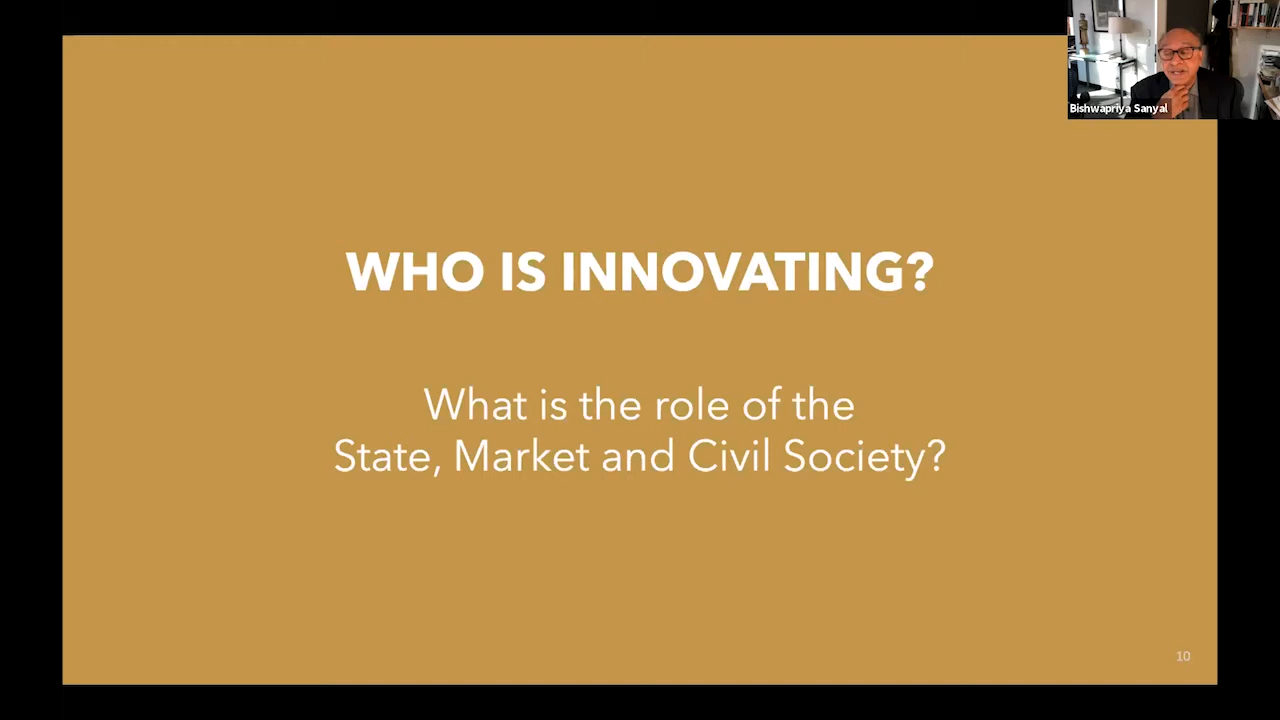 Bishwapriya Sanyal
WHO IS INNOVATING?
What is the role of the
State, Market and Civil Society?
10